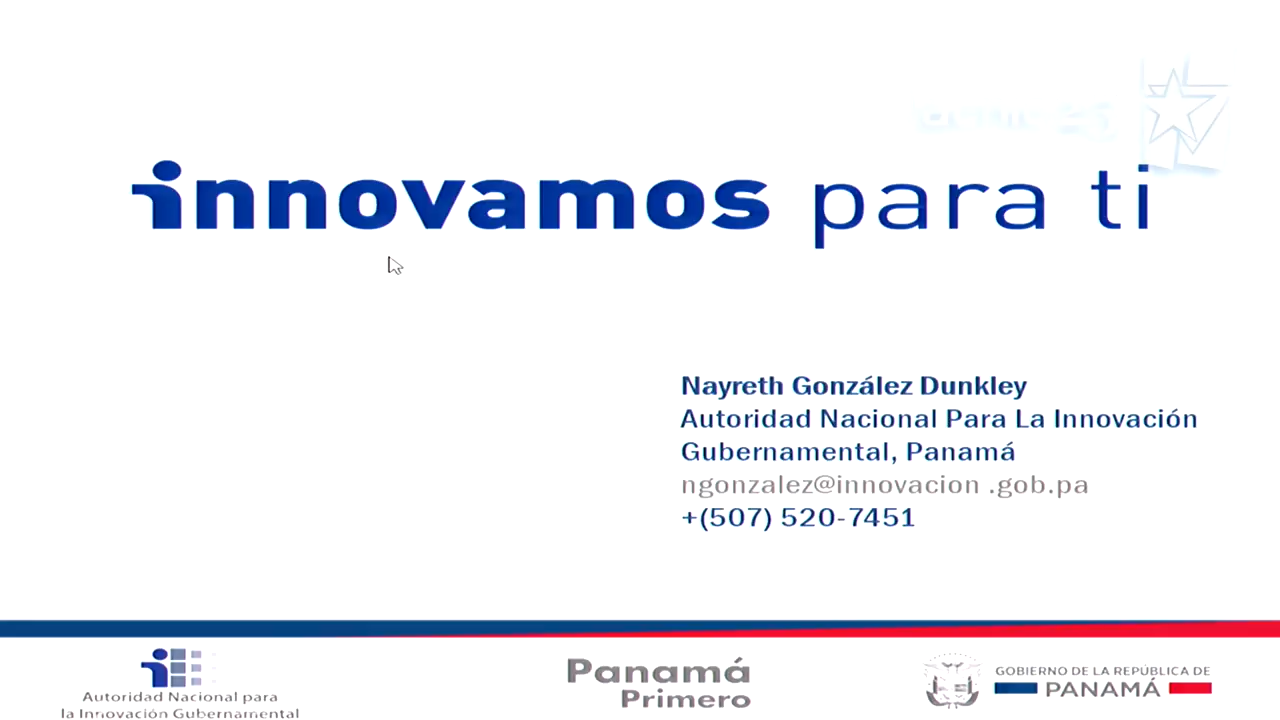 innovamos para ti
Nayreth González Dunkley
Autoridad Nacional Para La Innovación
Gubernamental, Panamá
ngonzalez@innovacion .gob.pa
+(507) 520-7451
Autoridad Nacional para
la Innovación Gubernamental
Panamá
Primero
GOBIERNO DE LA REPÚBLICA DE
PANAMÁ